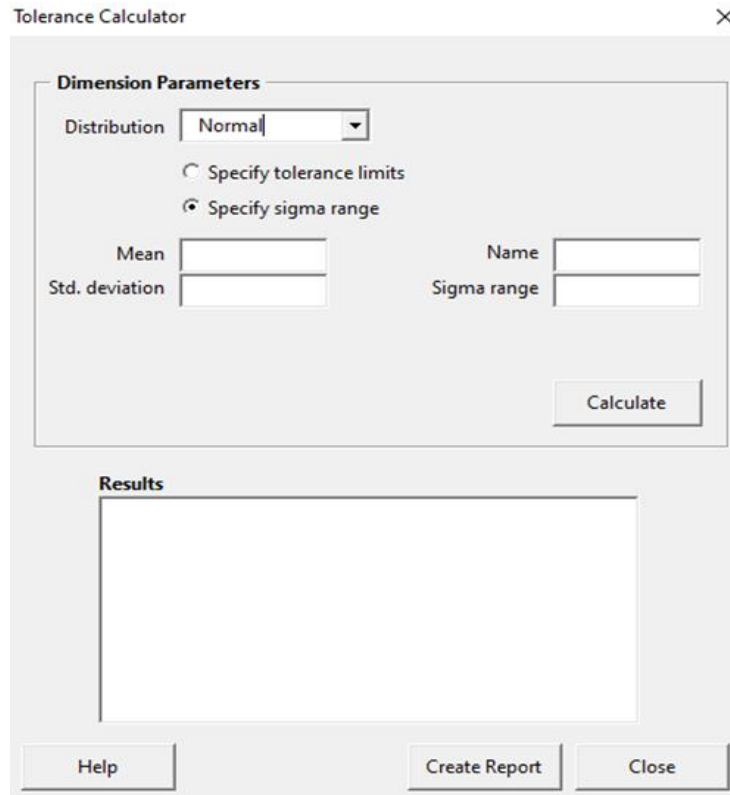 Tolerance Calculator
Dimension Parameters
Distribution Normal
Specify tolerance limits
Specify sigma range
Mean Name
Std. deviation Sigma range
Calculate
Results
Help Create Report Close